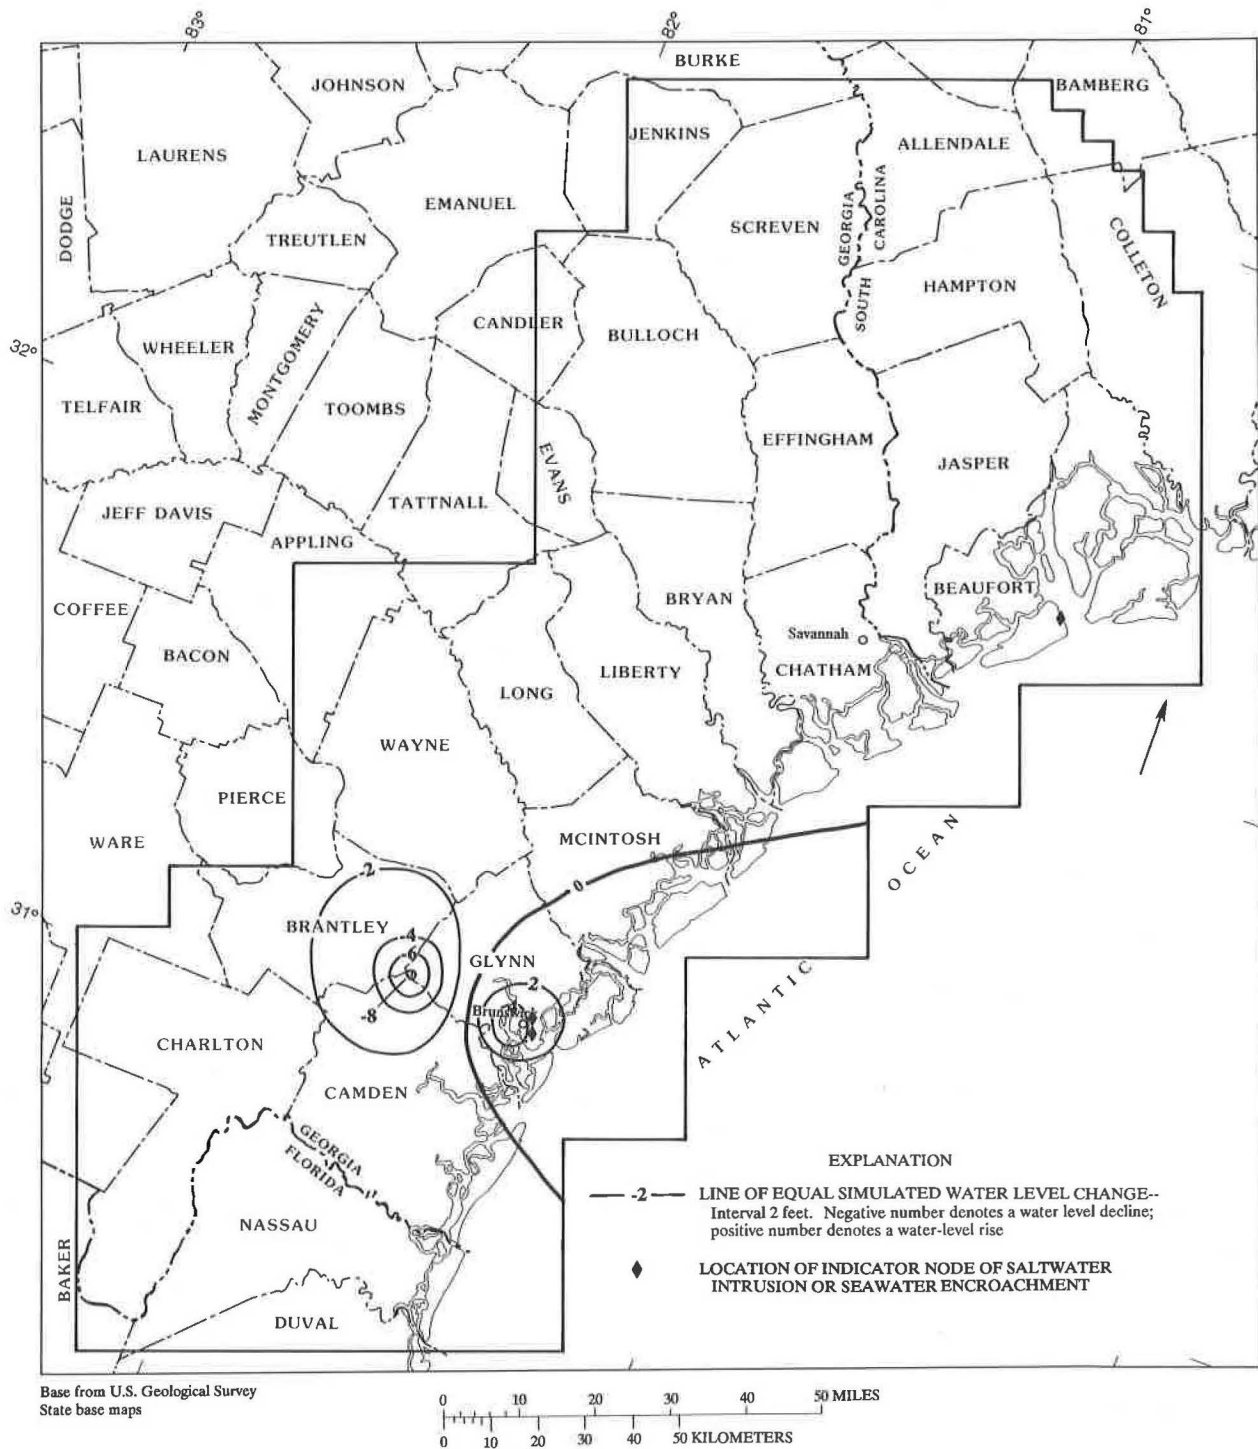 83°
82°
81°
BURKE
JOHNSON
BAMBERG
JENKINS
LAURENS
ALLENDALE
DODGE
EMANUEL
SCREVEN
GEORGIA
SOUTH CAROLINA
TREUTLEN
COLLETON
HAMPTON
CANDLER
BULLOCH
32°
WHEELER
MONTGOMERY
TELFAIR
TOOMBS
EFFINGHAM
EVANS
JASPER
TATTNALL
JEFF DAVIS
APPLING
COFFEE
BRYAN
BEAUFORT
Savannah
BACON
LIBERTY
CHATHAM
LONG
WAYNE
PIERCE
WARE
MCINTOSH
ATLANTIC OCEAN
-2
0
31°
BRANTLEY
-4
-6
GLYNN
2
-8
Brunswick
4
CHARLTON
CAMDEN
GEORGIA
FLORIDA
NASSAU
BAKER
DUVAL
EXPLANATION
-2 LINE OF EQUAL SIMULATED WATER LEVEL CHANGE--
Interval 2 feet. Negative number denotes a water level decline;
positive number denotes a water-level rise
LOCATION OF INDICATOR NODE OF SALTWATER
INTRUSION OR SEAWATER ENCROACHMENT
Base from U.S. Geological Survey
State base maps
0 10 20 30 40 50 MILES
0 10 20 30 40 50 KILOMETERS